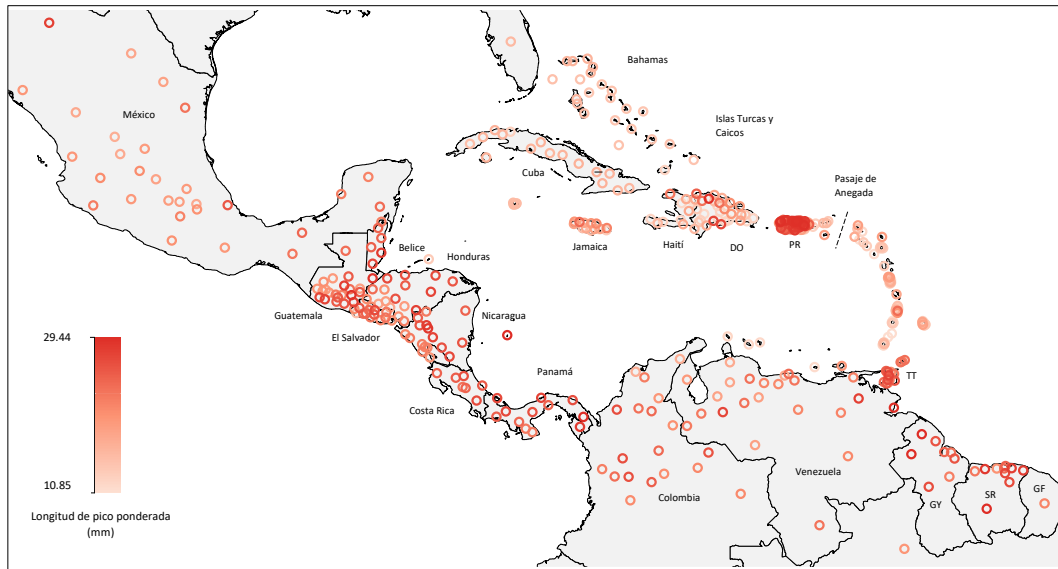 Bahamas
México
Islas Turcas y
Caicos
Cuba
Pasaje de
Anegada
Jamaica
Haití
DO
PR
Belice
Honduras
Guatemala
Nicaragua
El Salvador
29.44
Panamá
TT
Costa Rica
Venezuela
10.85
Colombia
SR
GF
GY
Longitud de pico ponderada
(mm)